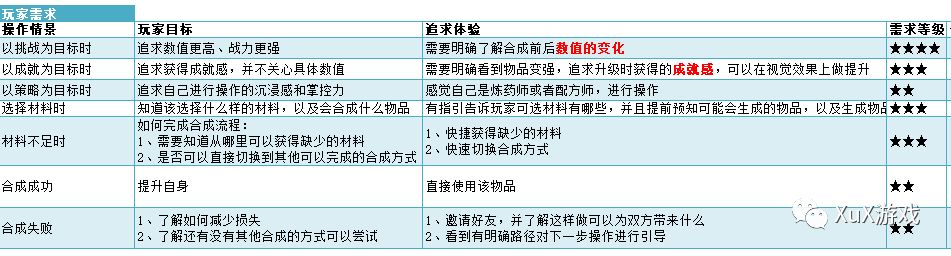 玩家需求
操作情景 玩家目标 追求体验 需求等级
以挑战为目标时 追求数值更高、战力更强 需要明确了解合成前后数值的变化 ★★★★
以成就为目标时 追求获得成就感，并不关心具体数值 需要明确看到物品变强，追求升级时获得的成就感，可以在视觉效果上做提升 ★★★
以策略为目标时 追求自己进行操作的沉浸感和掌控力 感觉自己是炼药师或者配方师，进行操作 ★★
选择材料时 知道该选择什么样的材料，以及会合成什么物品 有指引告诉玩家可选材料有哪些，并且提前预知可能会生成的物品，以及生成物品 ★★★
材料不足时 如何完成合成流程： 1、快捷获得缺少的材料 ★★★
1、需要知道从哪里可以获得缺少的材料 2、快速切换合成方式
2、是否可以直接切换到其他可以完成的合成方式
合成成功 提升自身 直接使用该物品 ★★
合成失败 1、了解如何减少损失 1、邀请好友，并了解这样做可以为双方带来什么 ★★
2、了解还有没有其他合成的方式可以尝试 2、看到有明确路径对下一步操作进行引导
XuX游戏